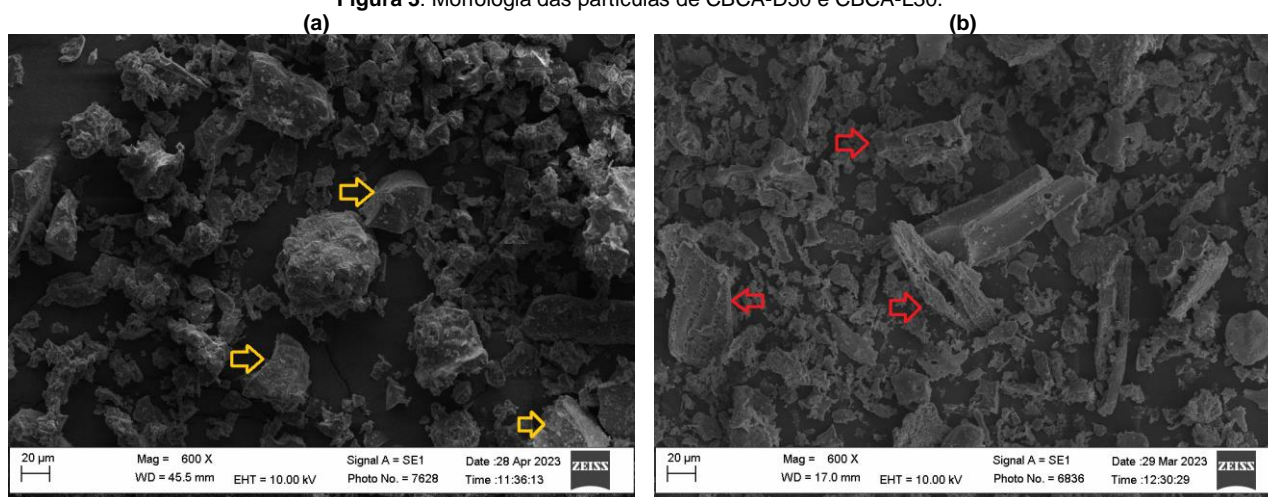 Figura 3: Morfologia das partículas de CBCA-D50 e CBCA-L50.
(a)
(b)
20 µm
Mag = 600 X
WD = 45.5 mm
EHT = 10.00 kV
Signal A = SE1
Photo No. = 7628
Date :28 Apr 2023
Time :11:36:13
ZEISS
20 µm
Mag = 600 X
WD = 17.0 mm
EHT = 10.00 kV
Signal A = SE1
Photo No. = 6836
Date :29 Mar 2023
Time :12:30:29
ZEISS